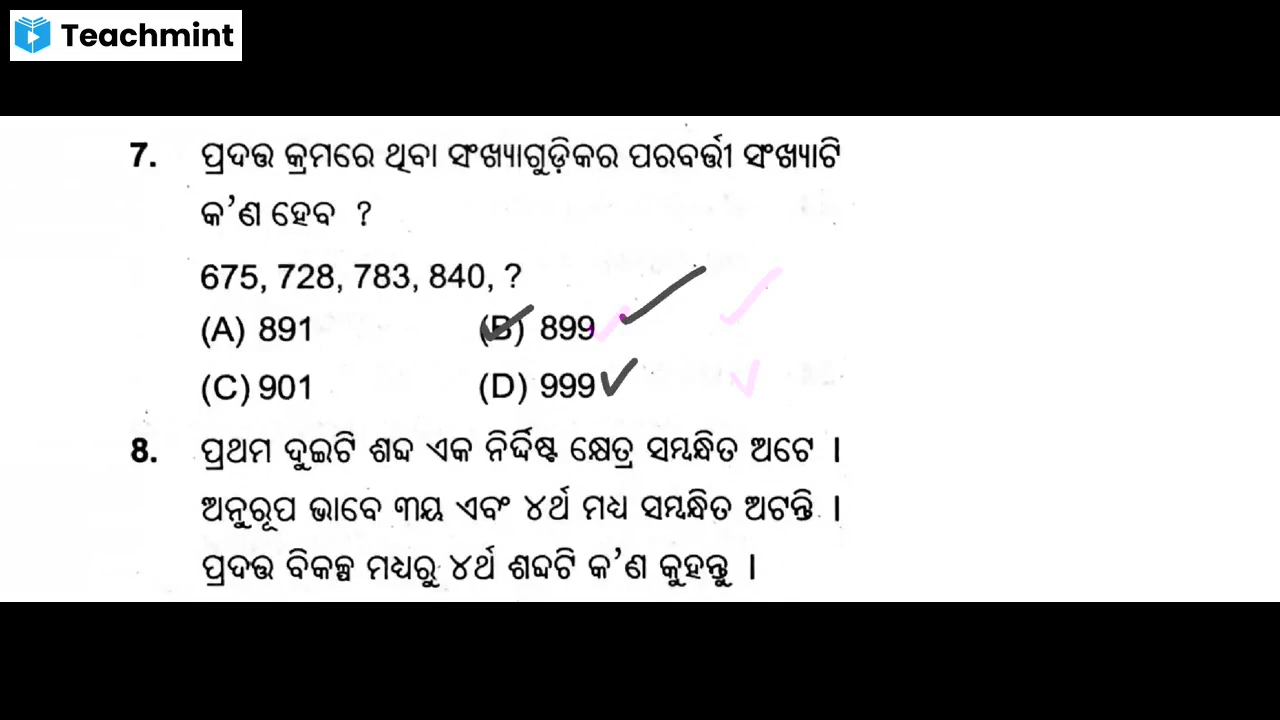 Teachmint
7. ପ୍ରଦତ୍ତ କ୍ରମରେ ଥିବା ସଂଖ୍ୟାଗୁଡ଼ିକର ପରବର୍ତ୍ତୀ ସଂଖ୍ୟାଟି
କ’ଣ ହେବ ?
675, 728, 783, 840, ?
(A) 891 (B) 899
(C) 901 (D) 999
8. ପ୍ରଥମ ଦୁଇଟି ଶବ୍ଦ ଏକ ନିର୍ଦ୍ଦିଷ୍ଟ କ୍ଷେତ୍ର ସମ୍ବନ୍ଧିତ ଅଟେ ।
ଅନୁରୂପ ଭାବେ ୩ୟ ଏବଂ ୪ର୍ଥ ମଧ୍ୟ ସମ୍ବନ୍ଧିତ ଅଟନ୍ତି ।
ପ୍ରଦତ୍ତ ବିକଳ୍ପ ମଧ୍ୟରୁ ୪ର୍ଥ ଶବ୍ଦଟି କ’ଣ କୁହନ୍ତୁ ।